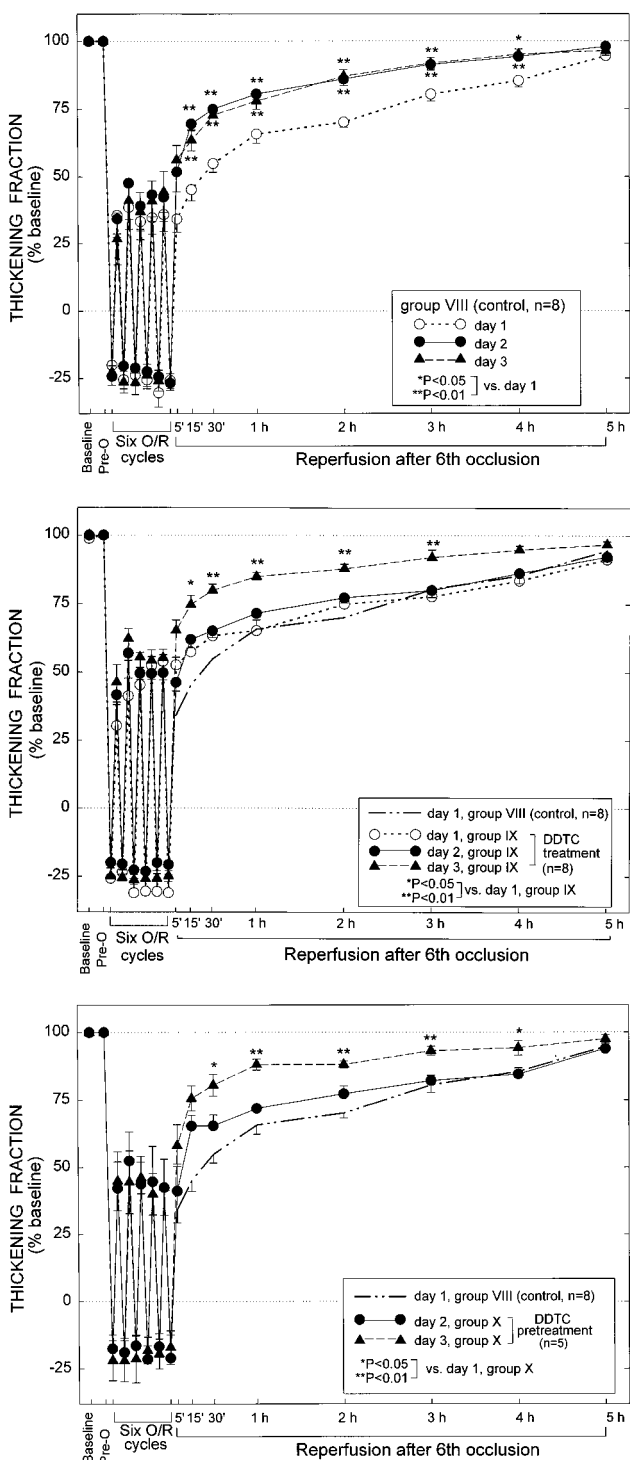 THICKENING FRACTION
(% baseline)
100
75
50
25
0
-25
** ** ** ** ** *
** ** ** ** ** **
group VIII (control, n=8)
day 1
day 2
day 3
*P<0.05
**P<0.01
vs. day 1
Baseline
Pre-O
Six O/R
cycles
5' 15' 30' 1 h 2 h 3 h 4 h 5 h
Reperfusion after 6th occlusion
THICKENING FRACTION
(% baseline)
100
75
50
25
0
-25
* ** ** ** **
day 1, group VIII (control, n=8)
day 1, group IX
day 2, group IX
day 3, group IX
DDTC
treatment
(n=8)
*P<0.05
**P<0.01
vs. day 1, group IX
Baseline
Pre-O
Six O/R
cycles
5' 15' 30' 1 h 2 h 3 h 4 h 5 h
Reperfusion after 6th occlusion
THICKENING FRACTION
(% baseline)
100
75
50
25
0
-25
* ** ** ** *
day 1, group VIII (control, n=8)
day 2, group X
day 3, group X
DDTC
pretreatment
(n=5)
*P<0.05
**P<0.01
vs. day 1, group X
Baseline
Pre-O
Six O/R
cycles
5' 15' 30' 1 h 2 h 3 h 4 h 5 h
Reperfusion after 6th occlusion